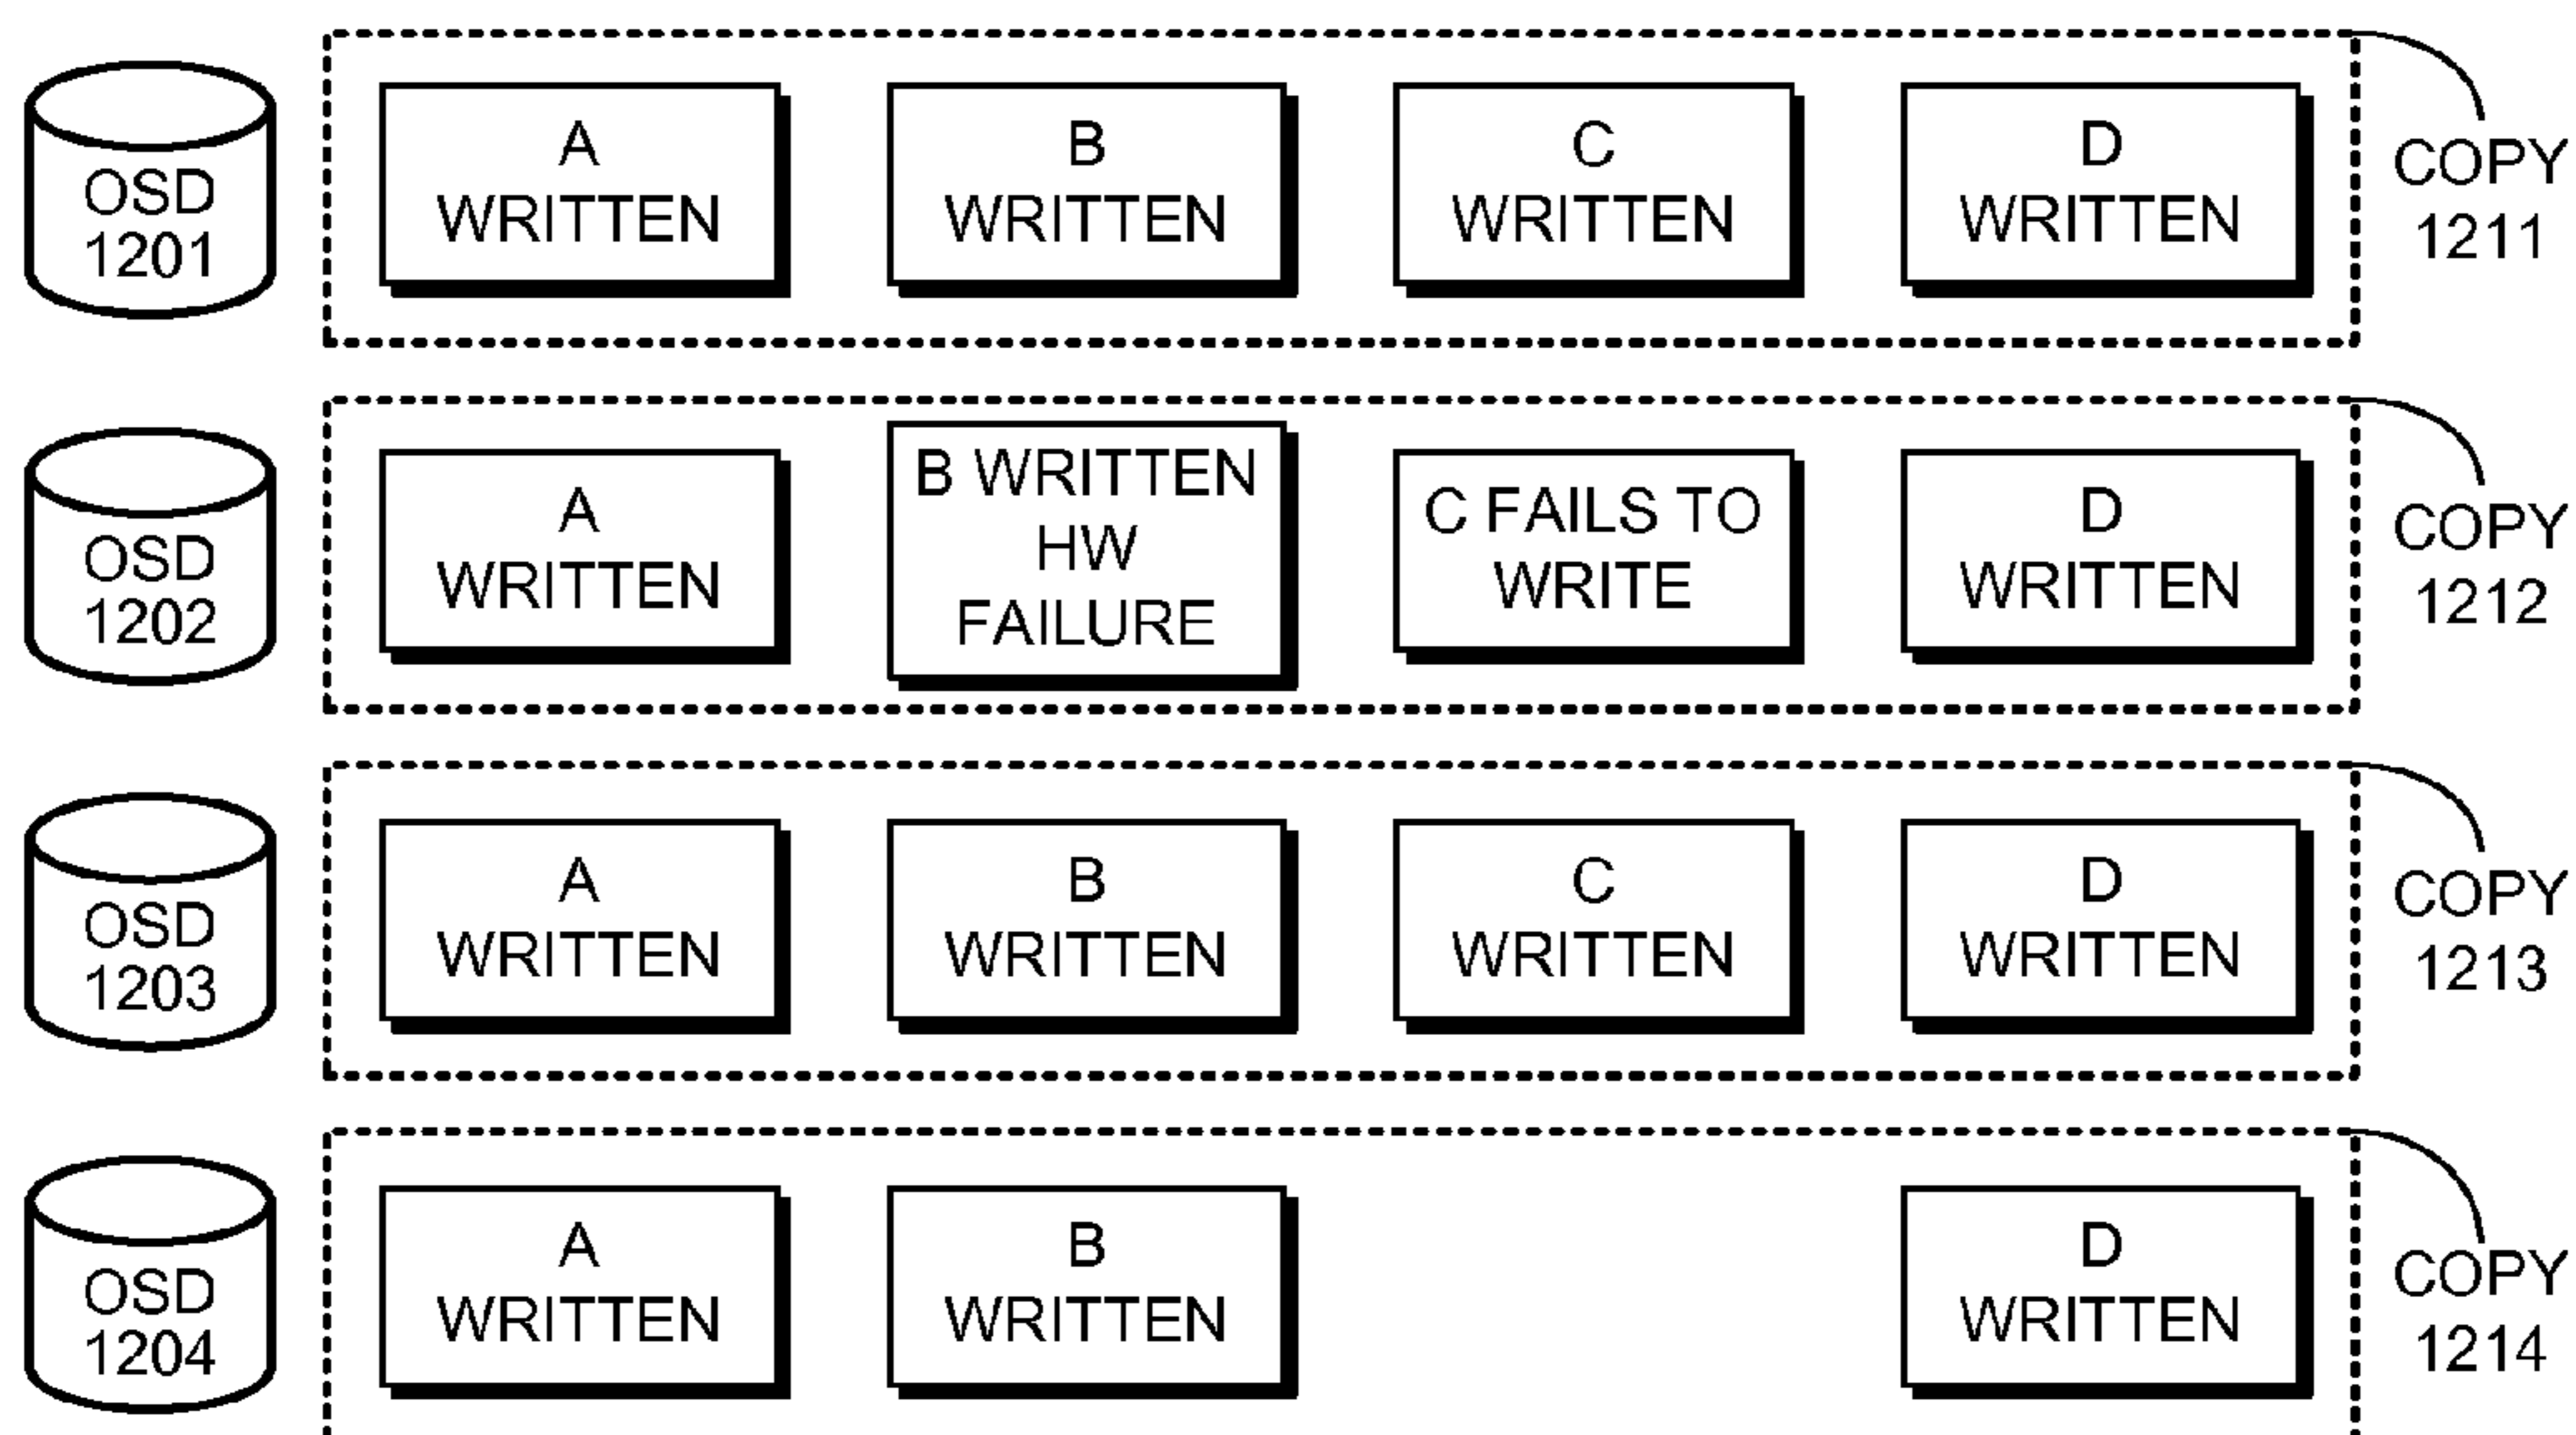 OSD
1201
A
WRITTEN
B
WRITTEN
C
WRITTEN
D
WRITTEN
COPY
1211
OSD
1202
A
WRITTEN
B WRITTEN
HW
FAILURE
C FAILS TO
WRITE
D
WRITTEN
COPY
1212
OSD
1203
A
WRITTEN
B
WRITTEN
C
WRITTEN
D
WRITTEN
COPY
1213
OSD
1204
A
WRITTEN
B
WRITTEN
D
WRITTEN
COPY
1214